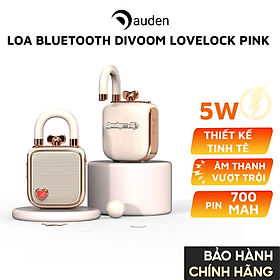 auden
LOA BLUETOOTH DIVOOM LOVELOCK PINK
5W
THIẾT KẾ
TINH TẾ
ÂM THANH
VƯỢT TRỘI
PIN 700
MAH
BẢO HÀNH
CHÍNH HÃNG